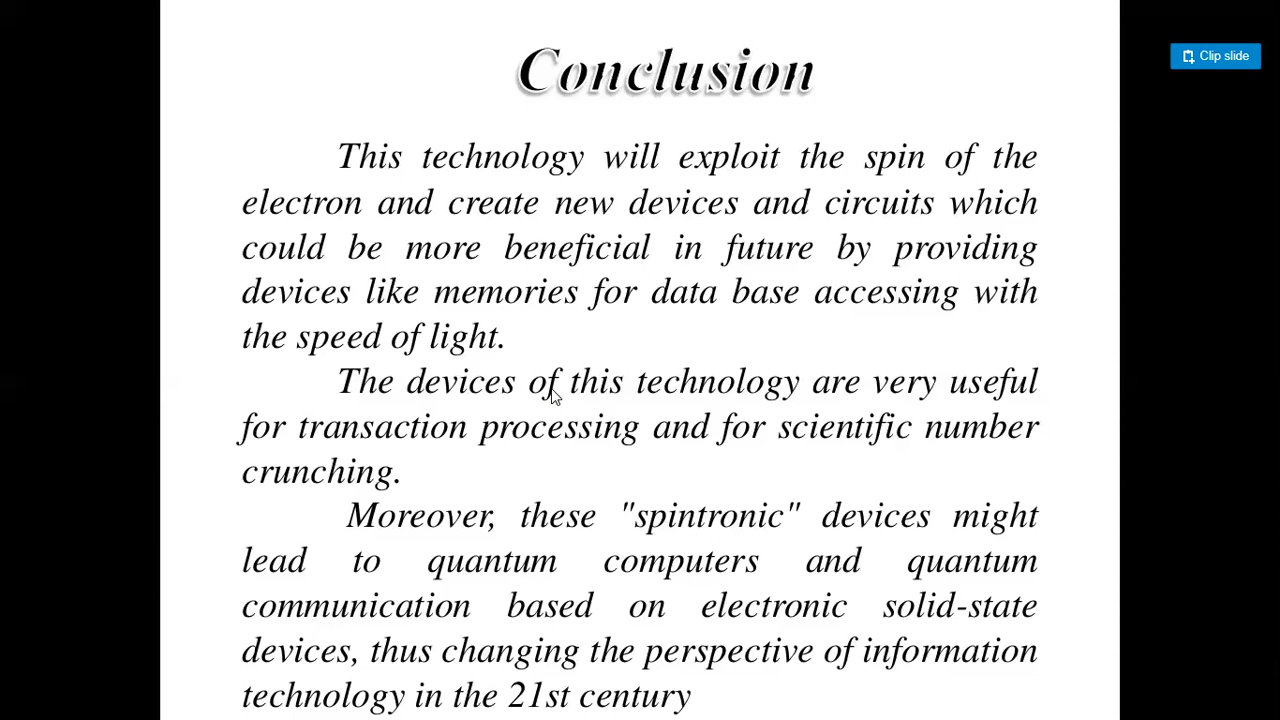 Conclusion
Clip slide
This technology will exploit the spin of the
electron and create new devices and circuits which
could be more beneficial in future by providing
devices like memories for data base accessing with
the speed of light.
The devices of this technology are very useful
for transaction processing and for scientific number
crunching.
Moreover, these "spintronic" devices might
lead to quantum computers and quantum
communication based on electronic solid-state
devices, thus changing the perspective of information
technology in the 21st century